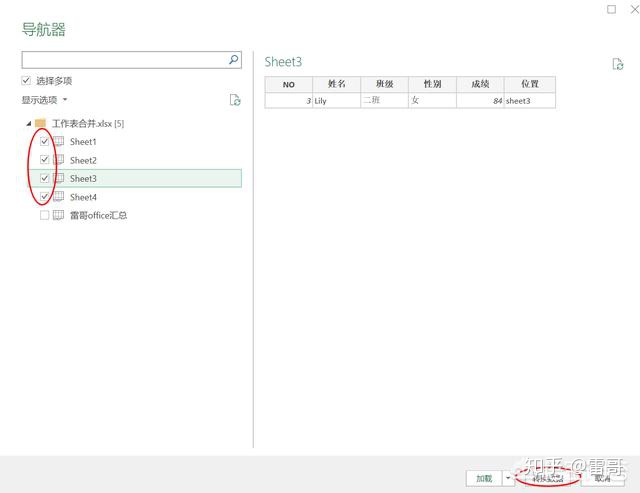 导航器
选择多项
显示选项
工作表合并.xlsx [5]
Sheet1
Sheet2
Sheet3
Sheet4
雷哥office汇总
Sheet3
NO 姓名 班级 性别 成绩 位置
3 Lily 二班 女 84 sheet3
知乎 @雷哥
加载 转换数据 取消